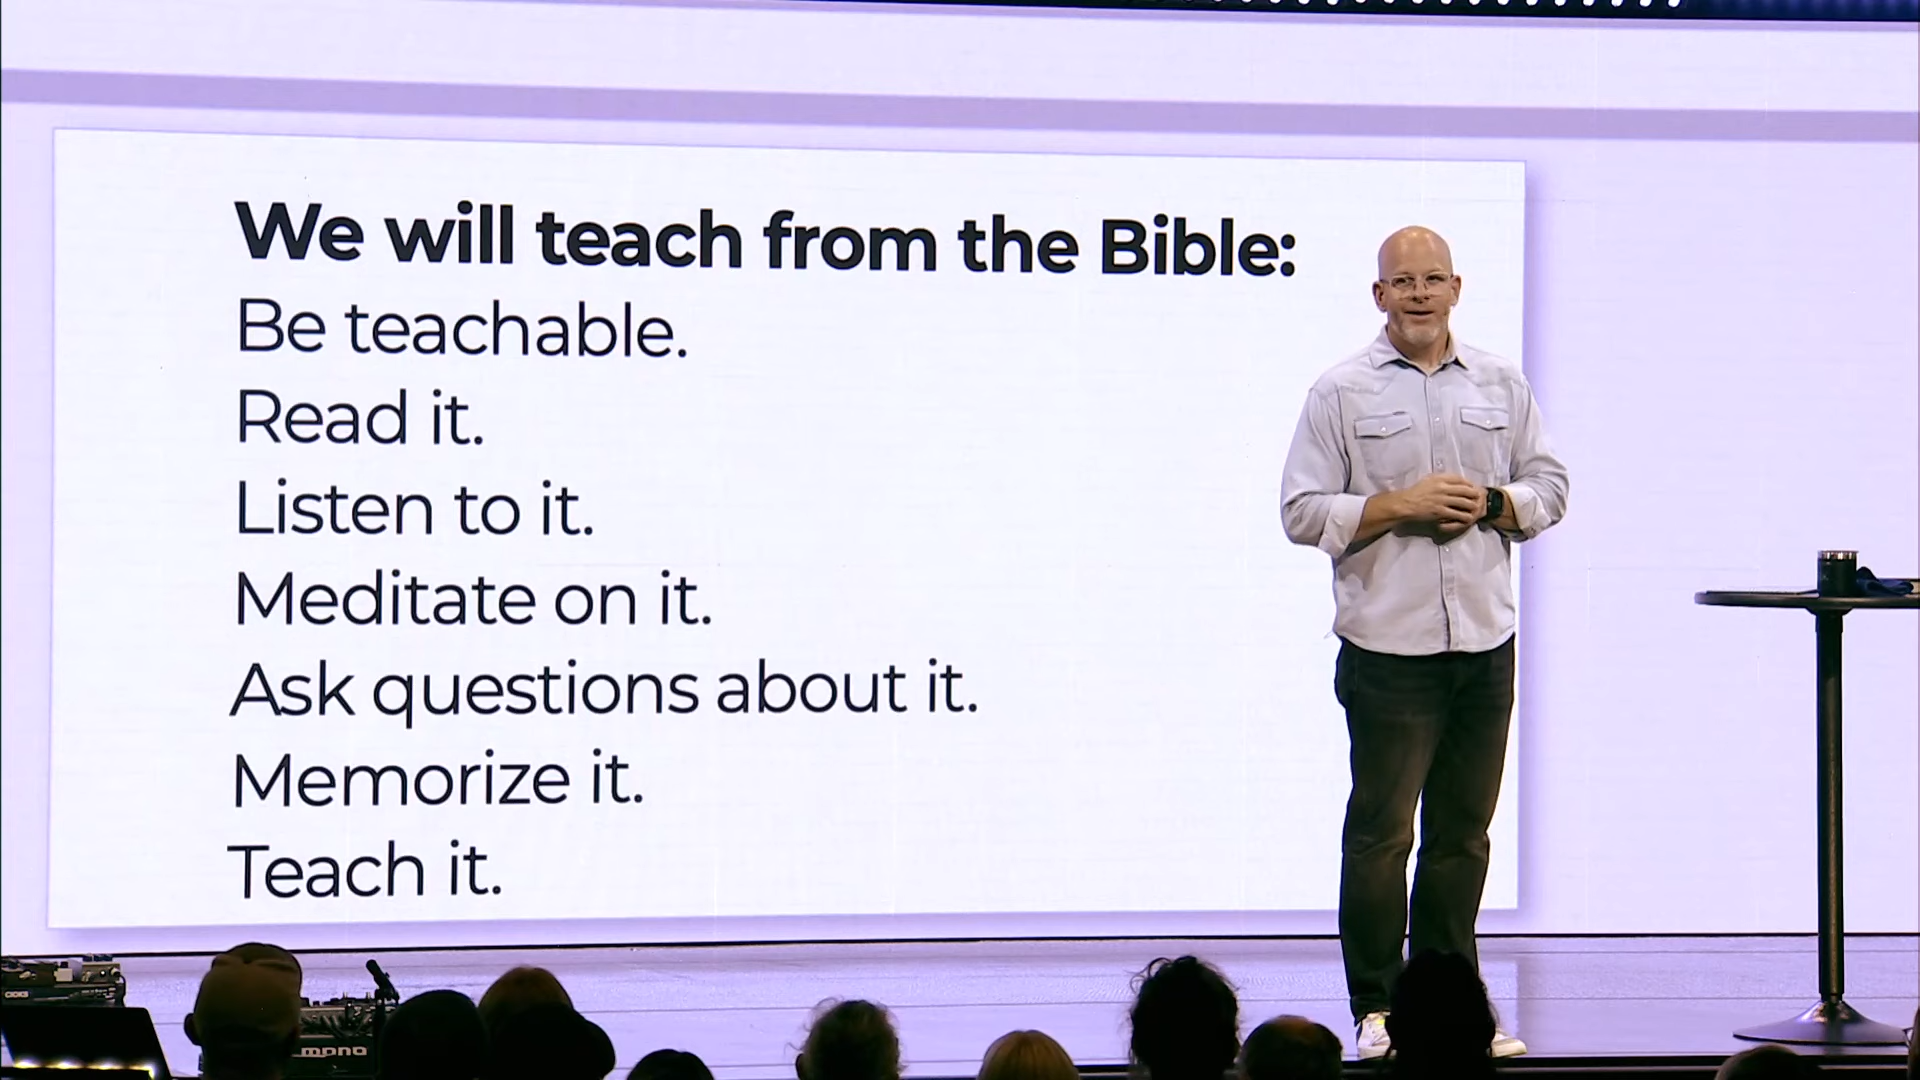 We will teach from the Bible:
Be teachable.
Read it.
Listen to it.
Meditate on it.
Ask questions about it.
Memorize it.
Teach it.
mono